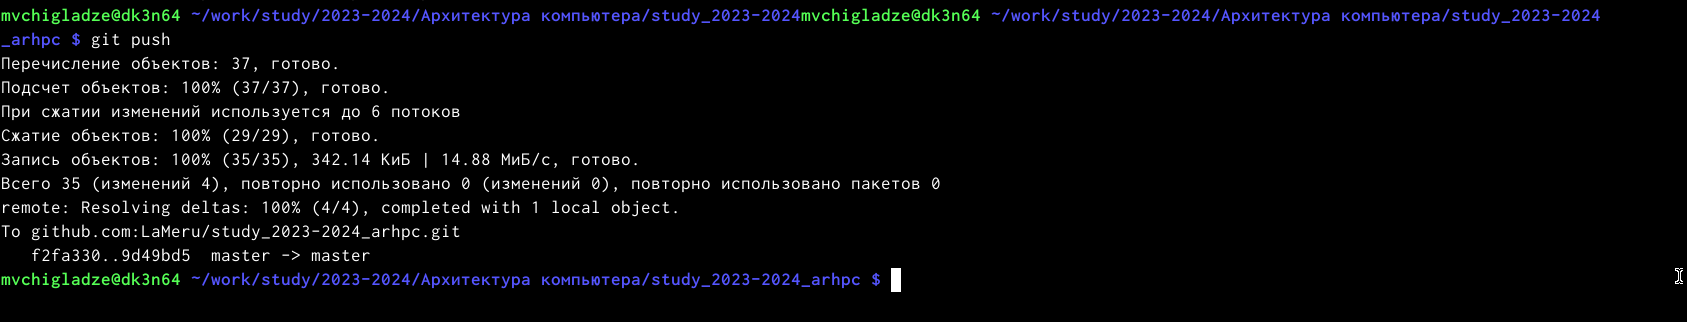 mvchigladze@dk3n64 ~/work/study/2023-2024/Архитектура компьютера/study_2023-2024mvchigladze@dk3n64 ~/work/study/2023-2024/Архитектура компьютера/study_2023-2024
_arhpc $ git push
Перечисление объектов: 37, готово.
Подсчет объектов: 100% (37/37), готово.
При сжатии изменений используется до 6 потоков
Сжатие объектов: 100% (29/29), готово.
Запись объектов: 100% (35/35), 342.14 КиБ | 14.88 МиБ/с, готово.
Всего 35 (изменений 4), повторно использовано 0 (изменений 0), повторно использовано пакетов 0
remote: Resolving deltas: 100% (4/4), completed with 1 local object.
To github.com:LaMeru/study_2023-2024_arhpc.git
   f2fa330..9d49bd5  master -> master
mvchigladze@dk3n64 ~/work/study/2023-2024/Архитектура компьютера/study_2023-2024_arhpc $